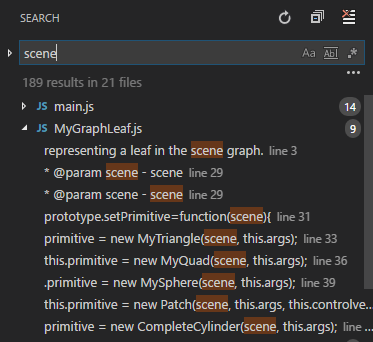 SEARCH
scene
Aa Abl .*
189 results in 21 files
JS main.js 14
JS MyGraphLeaf.js 9
representing a leaf in the scene graph. line 3
* @param scene - scene line 29
* @param scene - scene line 29
prototype.setPrimitive=function(scene){ line 31
primitive = new MyTriangle(scene, this.args); line 33
this.primitive = new MyQuad(scene, this.args); line 36
.primitive = new MySphere(scene, this.args); line 39
this.primitive = new Patch(scene, this.args, this.controlve...
primitive = new CompleteCylinder(scene, this.args); line